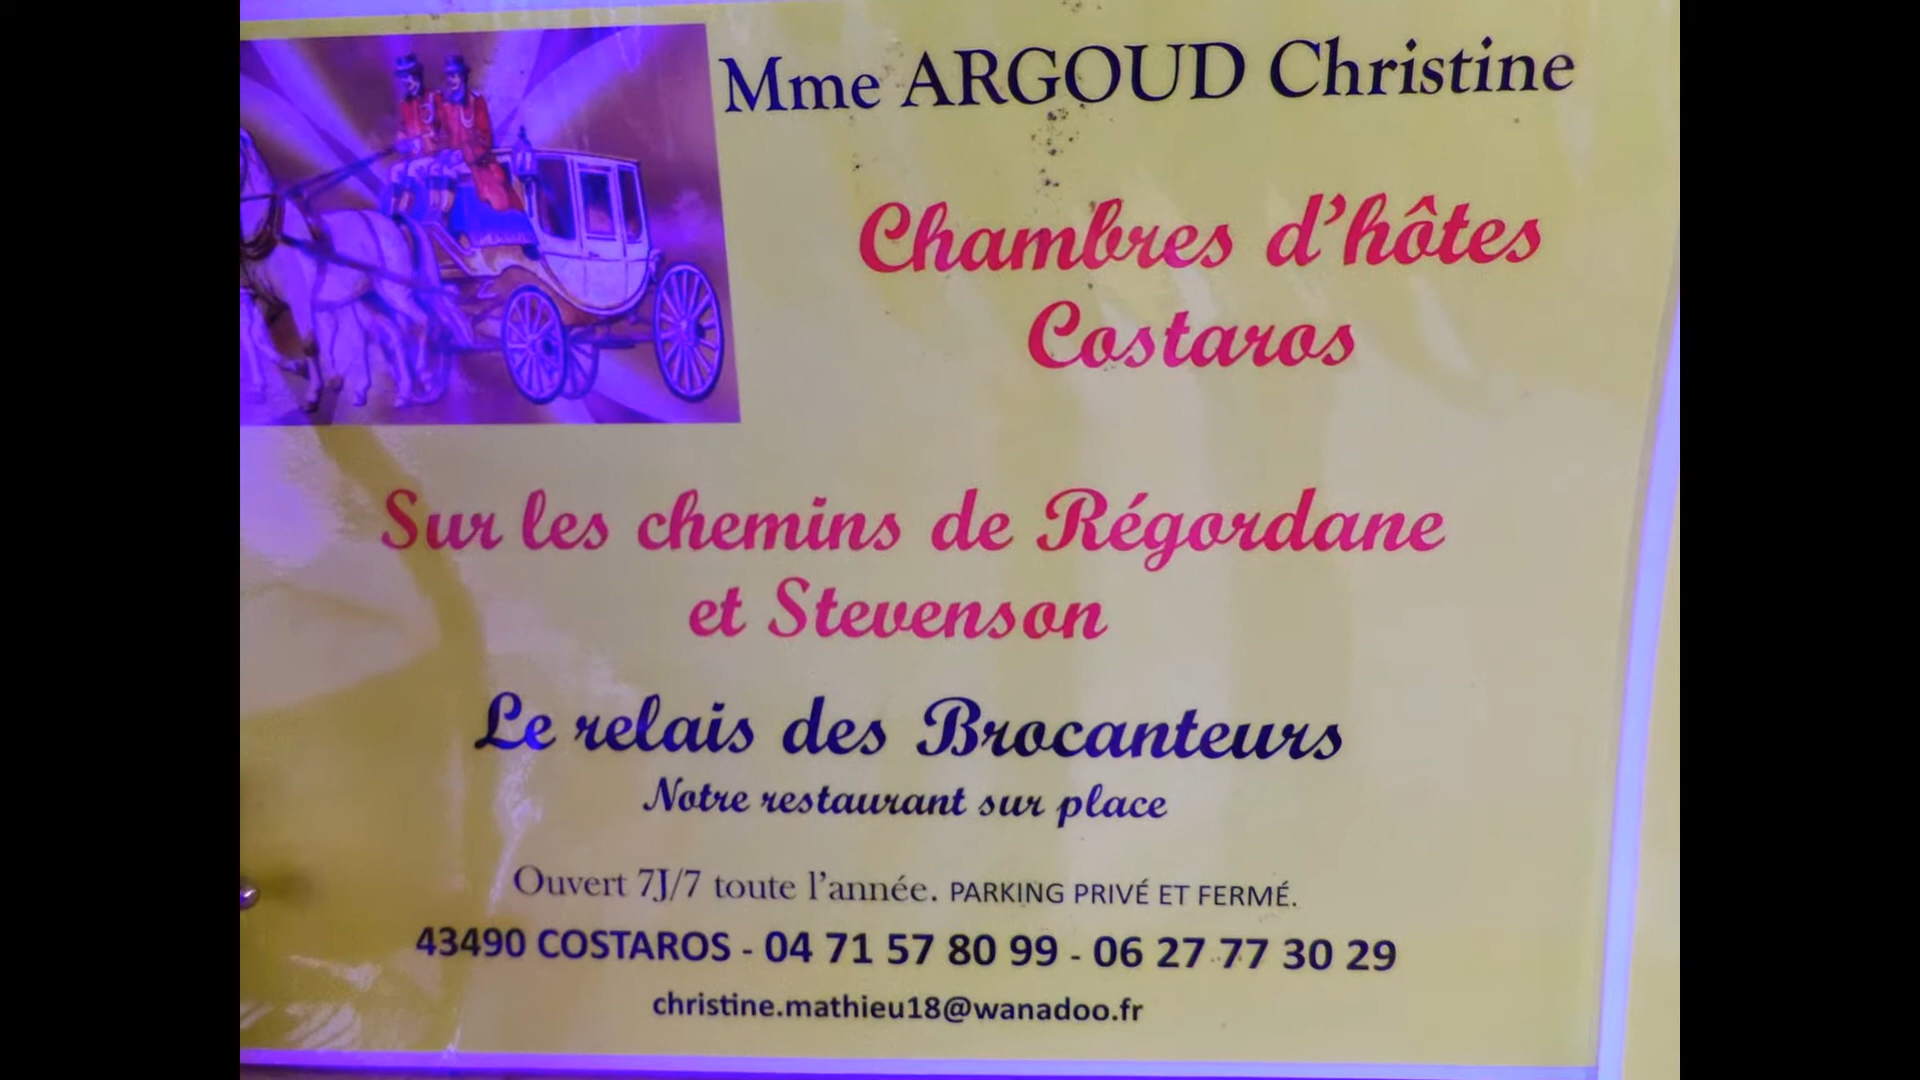 Mme ARGOUD Christine
Chambres d'hôtes
Costaros
Sur les chemins de Régordane
et Stevenson
Le relais des Brocanteurs
Notre restaurant sur place
Ouvert 7J/7 toute l'année. PARKING PRIVÉ ET FERMÉ.
43490 COSTAROS - 04 71 57 80 99 - 06 27 77 30 29
christine.mathieu18@wanadoo.fr